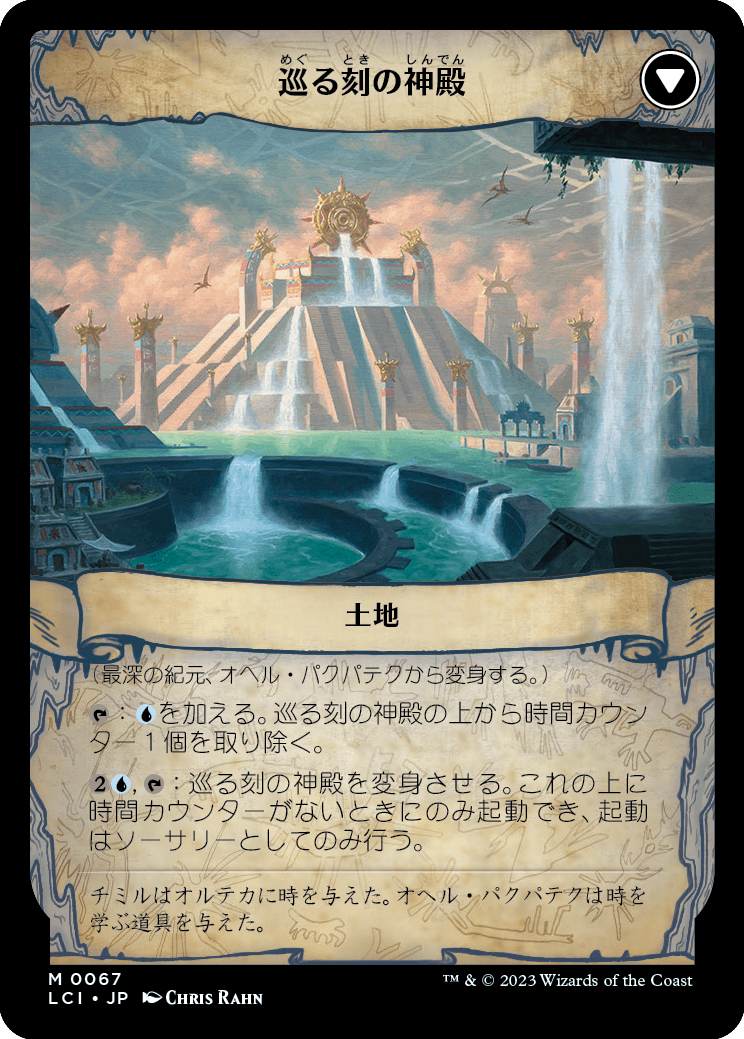 めぐ とき しんでん
巡る刻の神殿
土地
（最深の紀元、オヘル・パクパテクから変身する。）
：を加える。巡る刻の神殿の上から時間カウン
ター１個を取り除く。
2, ：巡る刻の神殿を変身させる。これの上に
時間カウンターがないときにのみ起動でき、起動
はソーサリーとしてのみ行う。
チミルはオルテカに時を与えた。オヘル・パクパテクは時を
学ぶ道具を与えた。
M 0067
LCI • JP Chris Rahn
™ & © 2023 Wizards of the Coast